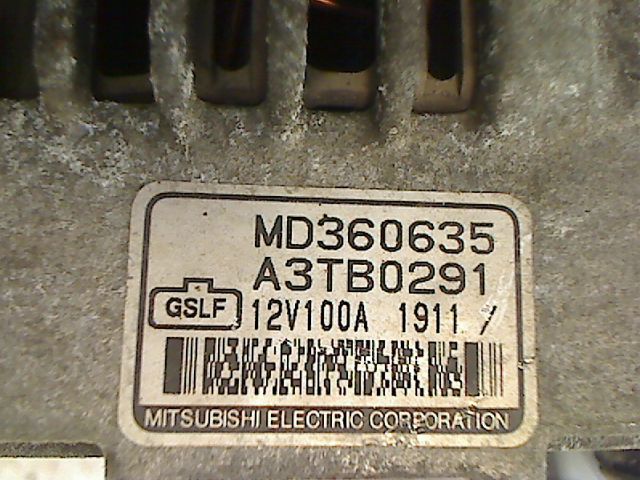 MD360635
A3TB0291
GSLF 12V100A 1911 /
MITSUBISHI ELECTRIC CORPORATION